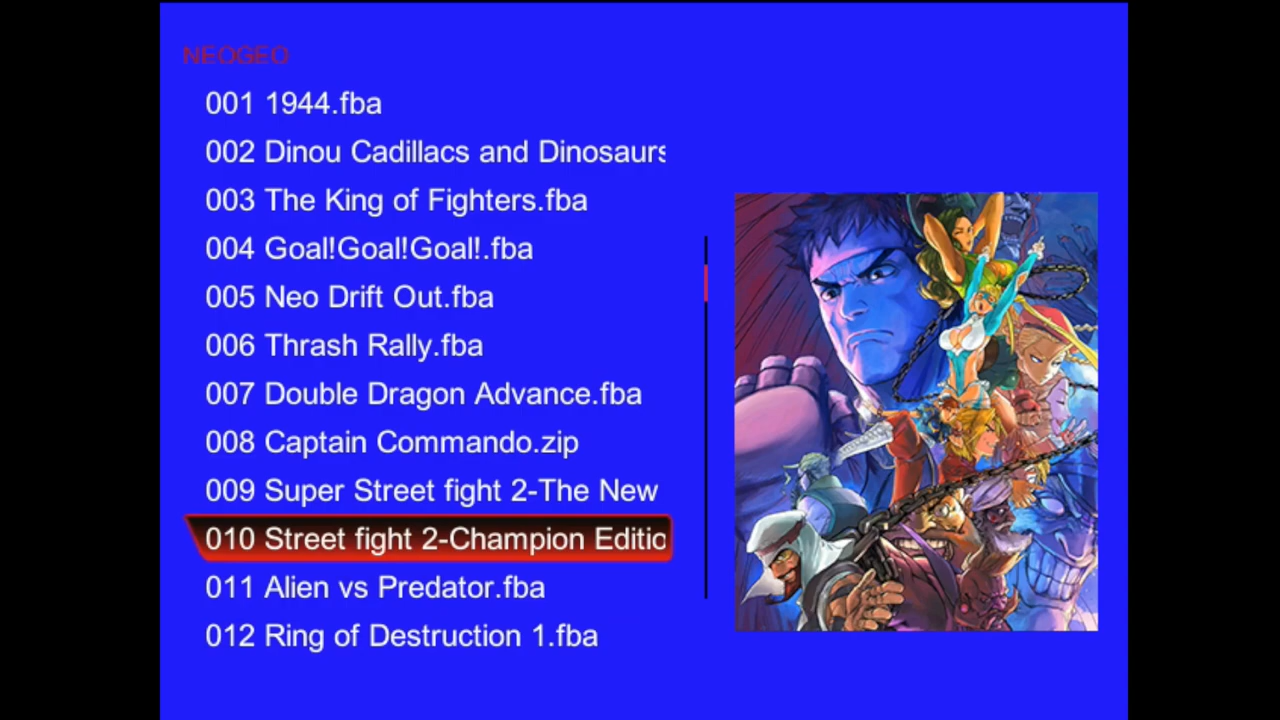 NEOGEO
001 1944.fba
002 Dinou Cadillacs and Dinosaurs
003 The King of Fighters.fba
004 Goal!Goal!Goal!.fba
005 Neo Drift Out.fba
006 Thrash Rally.fba
007 Double Dragon Advance.fba
008 Captain Commando.zip
009 Super Street fight 2-The New
010 Street fight 2-Champion Editio
011 Alien vs Predator.fba
012 Ring of Destruction 1.fba